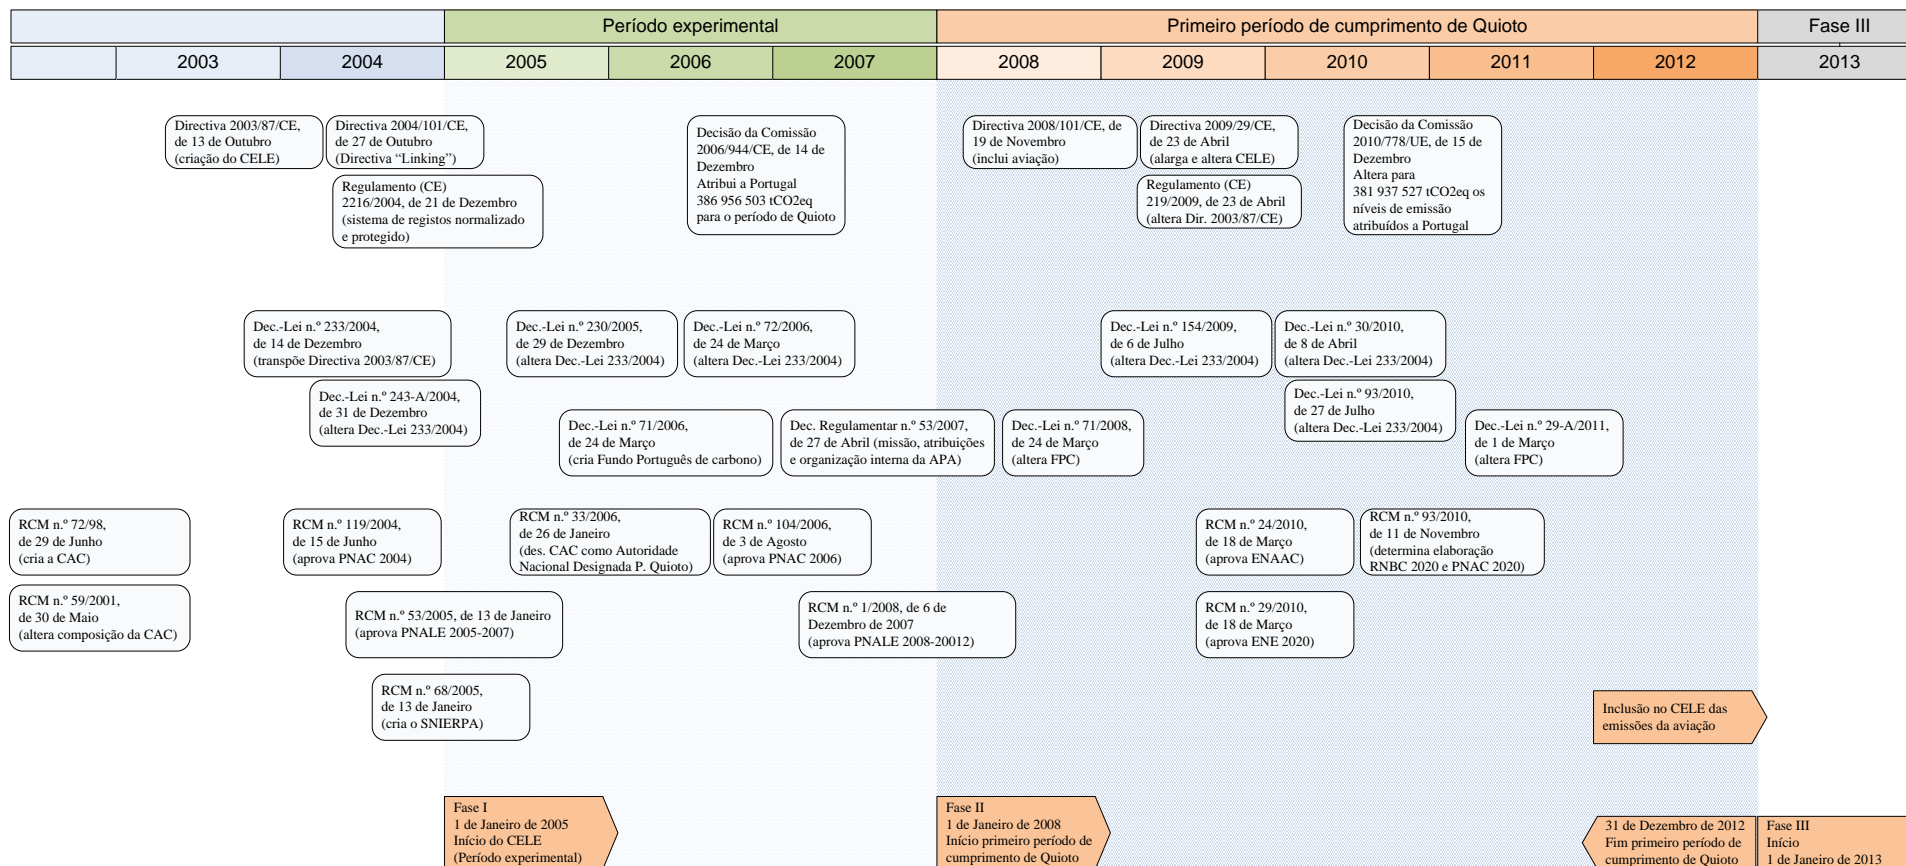 Período experimental
Primeiro período de cumprimento de Quioto
Fase III
2003
2004
2005
2006
2007
2008
2009
2010
2011
2012
2013
Directiva 2003/87/CE,
de 13 de Outubro
(criação do CELE)
Directiva 2004/101/CE,
de 27 de Outubro
(Directiva “Linking”)
Regulamento (CE)
2216/2004, de 21 de Dezembro
(sistema de registos normalizado
e protegido)
Decisão da Comissão
2006/944/CE, de 14 de
Dezembro
Atribui a Portugal
386 956 503 tCO2eq
para o período de Quioto
Directiva 2008/101/CE, de
19 de Novembro
(inclui aviação)
Directiva 2009/29/CE,
de 23 de Abril
(alarga e altera CELE)
Regulamento (CE)
219/2009, de 23 de Abril
(altera Dir. 2003/87/CE)
Decisão da Comissão
2010/778/UE, de 15 de
Dezembro
Altera para
381 937 527 tCO2eq os
níveis de emissão
atribuídos a Portugal
Dec.-Lei n.º 233/2004,
de 14 de Dezembro
(transpõe Directiva 2003/87/CE)
Dec.-Lei n.º 243-A/2004,
de 31 de Dezembro
(altera Dec.-Lei 233/2004)
Dec.-Lei n.º 230/2005,
de 29 de Dezembro
(altera Dec.-Lei 233/2004)
Dec.-Lei n.º 72/2006,
de 24 de Março
(altera Dec.-Lei 233/2004)
Dec.-Lei n.º 71/2006,
de 24 de Março
(cria Fundo Português de carbono)
Dec. Regulamentar n.º 53/2007,
de 27 de Abril (missão, atribuições
e organização interna da APA)
Dec.-Lei n.º 71/2008,
de 24 de Março
(altera FPC)
Dec.-Lei n.º 154/2009,
de 6 de Julho
(altera Dec.-Lei 233/2004)
Dec.-Lei n.º 30/2010,
de 8 de Abril
(altera Dec.-Lei 233/2004)
Dec.-Lei n.º 93/2010,
de 27 de Julho
(altera Dec.-Lei 233/2004)
Dec.-Lei n.º 29-A/2011,
de 1 de Março
(altera FPC)
RCM n.º 72/98,
de 29 de Junho
(cria a CAC)
RCM n.º 59/2001,
de 30 de Maio
(altera composição da CAC)
RCM n.º 119/2004,
de 15 de Junho
(aprova PNAC 2004)
RCM n.º 53/2005, de 13 de Janeiro
(aprova PNALE 2005-2007)
RCM n.º 68/2005,
de 13 de Janeiro
(cria o SNIERPA)
RCM n.º 33/2006,
de 26 de Janeiro
(des. CAC como Autoridade
Nacional Designada P. Quioto)
RCM n.º 104/2006,
de 3 de Agosto
(aprova PNAC 2006)
RCM n.º 1/2008, de 6 de
Dezembro de 2007
(aprova PNALE 2008-20012)
RCM n.º 24/2010,
de 18 de Março
(aprova ENAAC)
RCM n.º 29/2010,
de 18 de Março
(aprova ENE 2020)
RCM n.º 93/2010,
de 11 de Novembro
(determina elaboração
RNBC 2020 e PNAC 2020)
Inclusão no CELE das
emissões da aviação
Fase I
1 de Janeiro de 2005
Início do CELE
(Período experimental)
Fase II
1 de Janeiro de 2008
Início primeiro período de
cumprimento de Quioto
31 de Dezembro de 2012
Fim primeiro período de
cumprimento de Quioto
Fase III
Início
1 de Janeiro de 2013